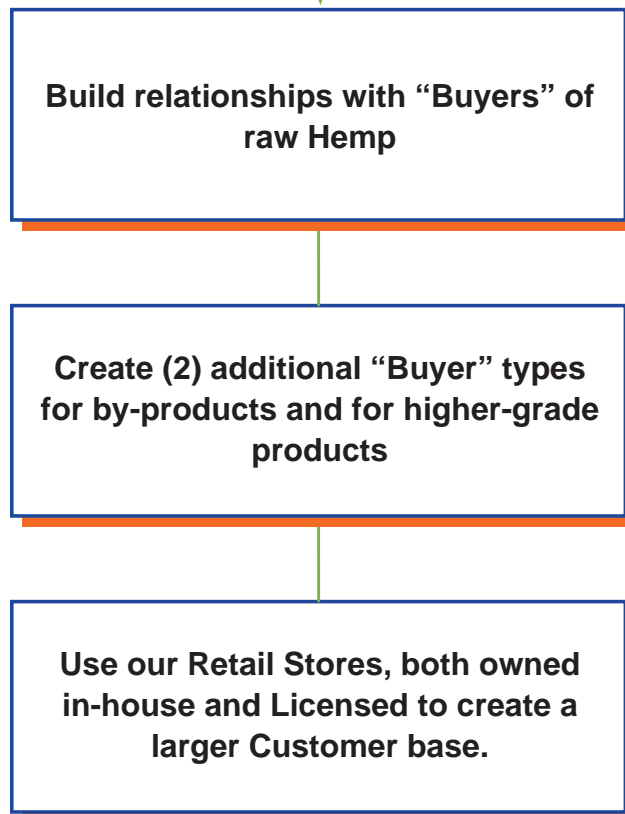 Build relationships with “Buyers” of
raw Hemp
Create (2) additional “Buyer” types
for by-products and for higher-grade
products
Use our Retail Stores, both owned
in-house and Licensed to create a
larger Customer base.